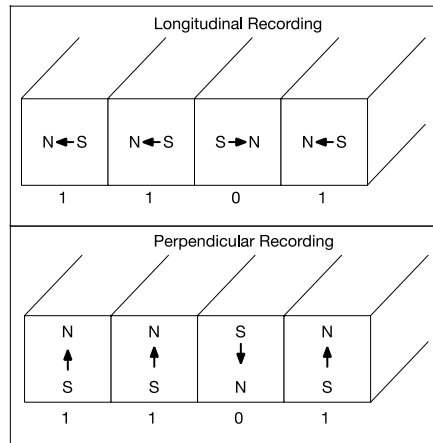 Longitudinal Recording
N S N S S N N S
1 1 0 1
Perpendicular Recording
N N S N
S S N S
1 1 0 1